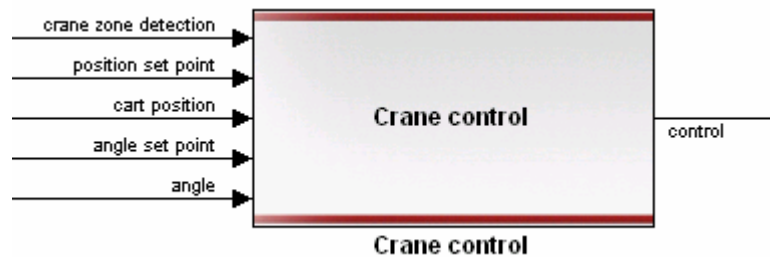 crane zone detection
position set point
cart position
angle set point
angle
Crane control
control
Crane control